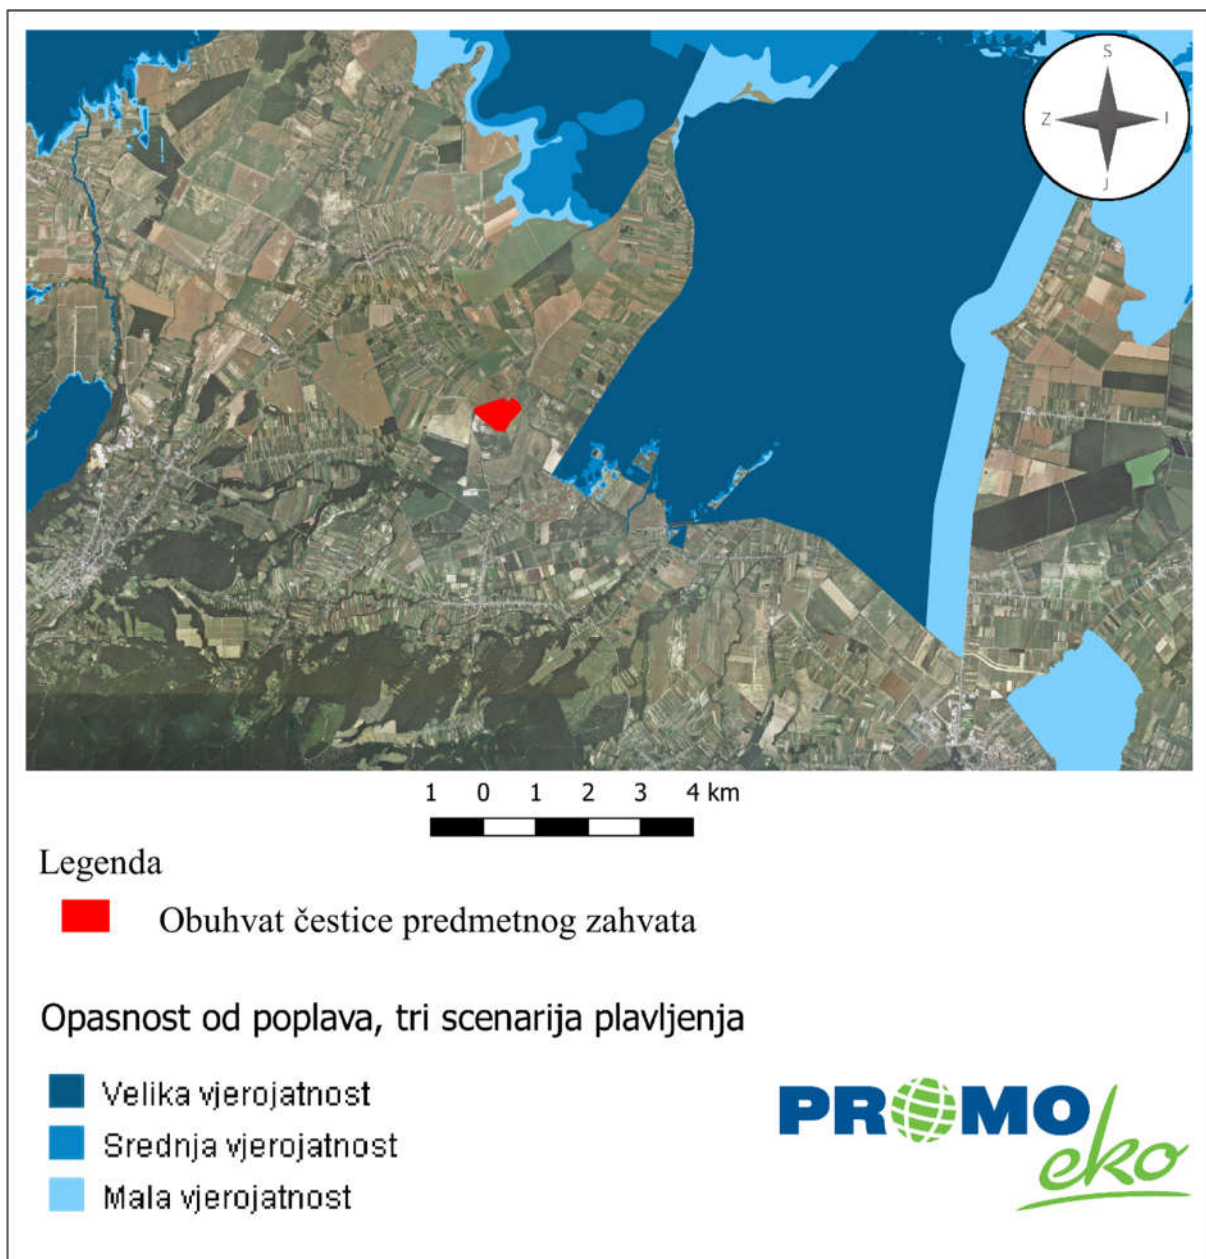 S
Z I
J
1 0 1 2 3 4 km
Legenda
Obuhvat čestice predmetnog zahvata
Opasnost od poplava, tri scenarija plavljenja
Velika vjerojatnost
Srednja vjerojatnost
Mala vjerojatnost
PROMO
eko